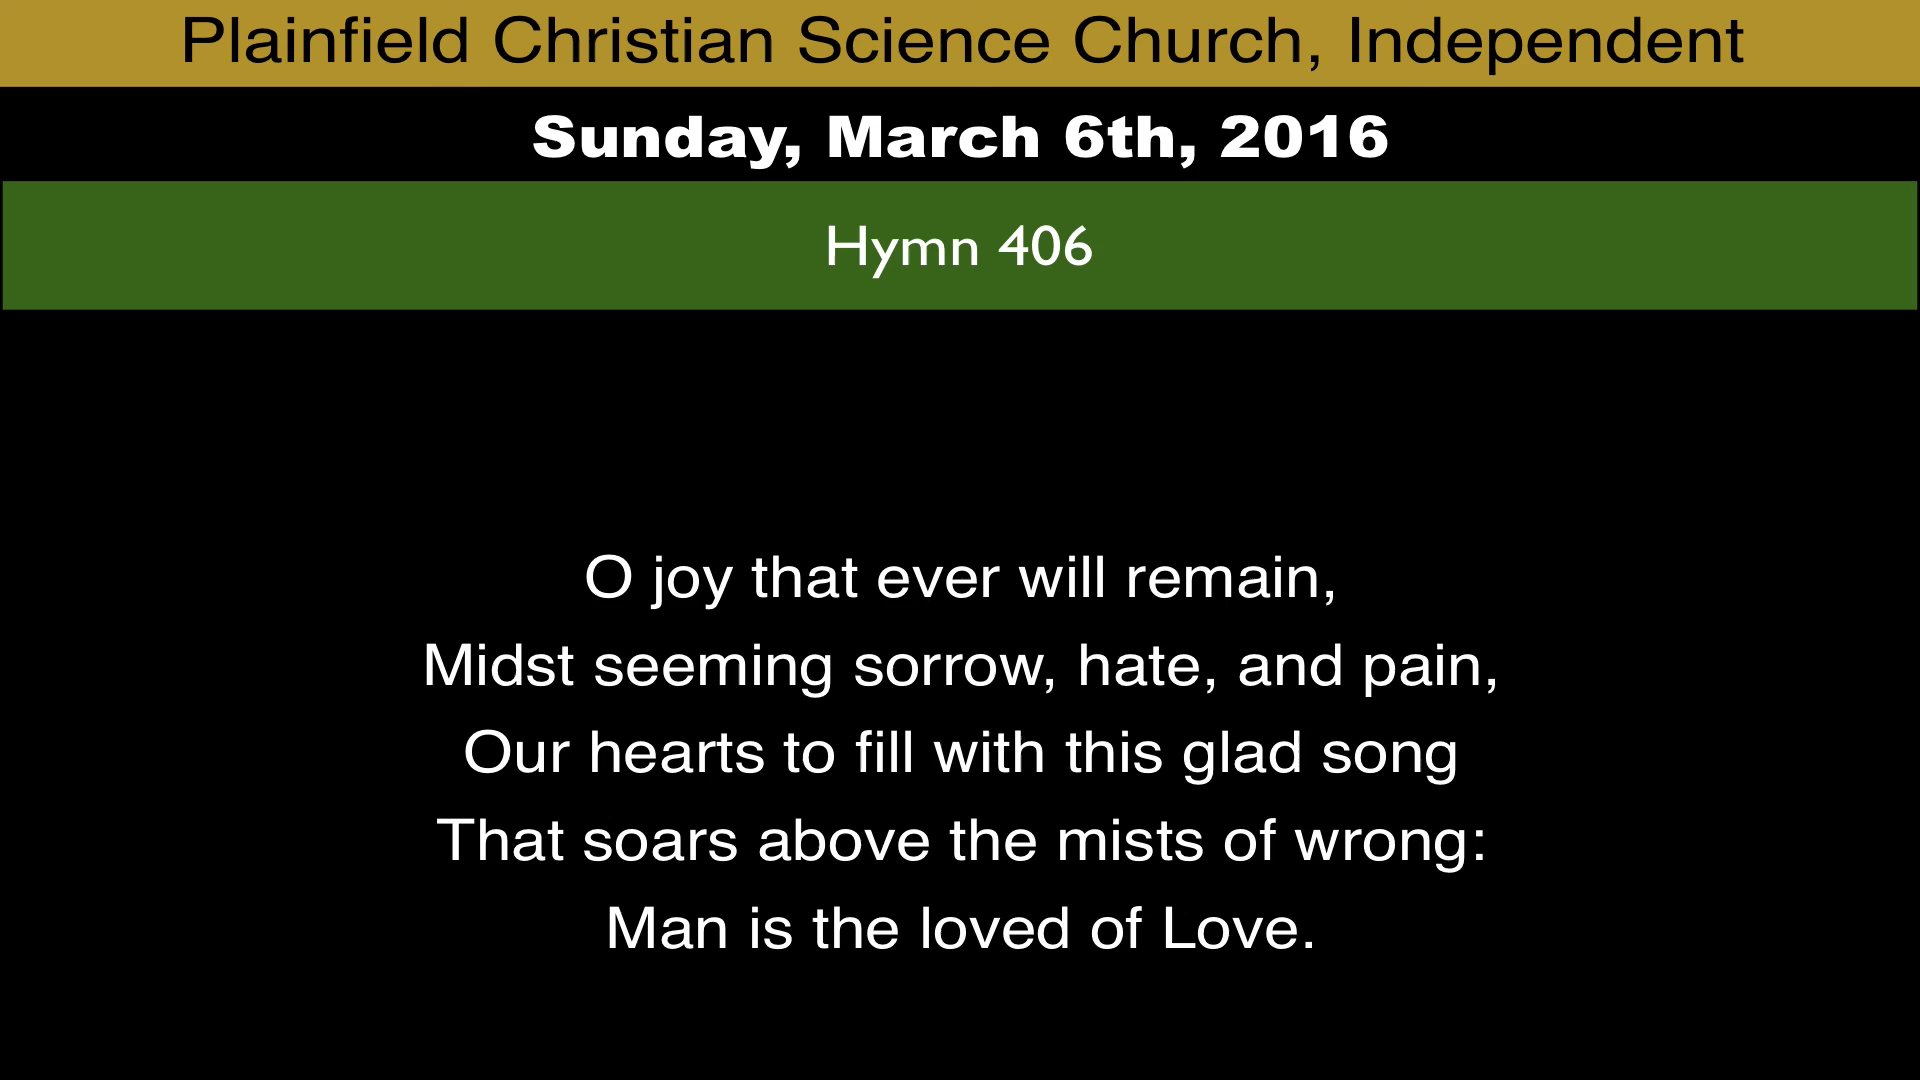 Plainfield Christian Science Church, Independent
Sunday, March 6th, 2016
Hymn 406
O joy that ever will remain,
Midst seeming sorrow, hate, and pain,
Our hearts to fill with this glad song
That soars above the mists of wrong:
Man is the loved of Love.